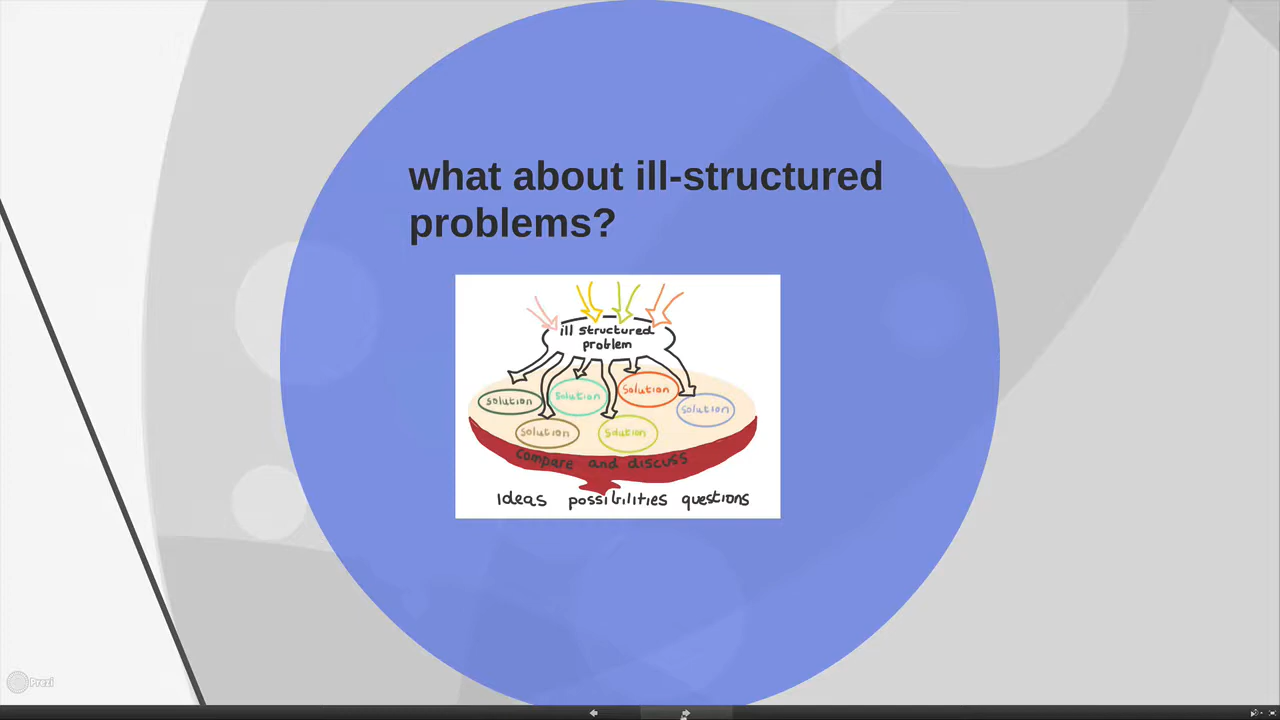 what about ill-structured
problems?
ill structured
problem
solution
Solution
Solution
Solution
Solution
Solution
Compare and discuss
Ideas possibilities questions
Prezi